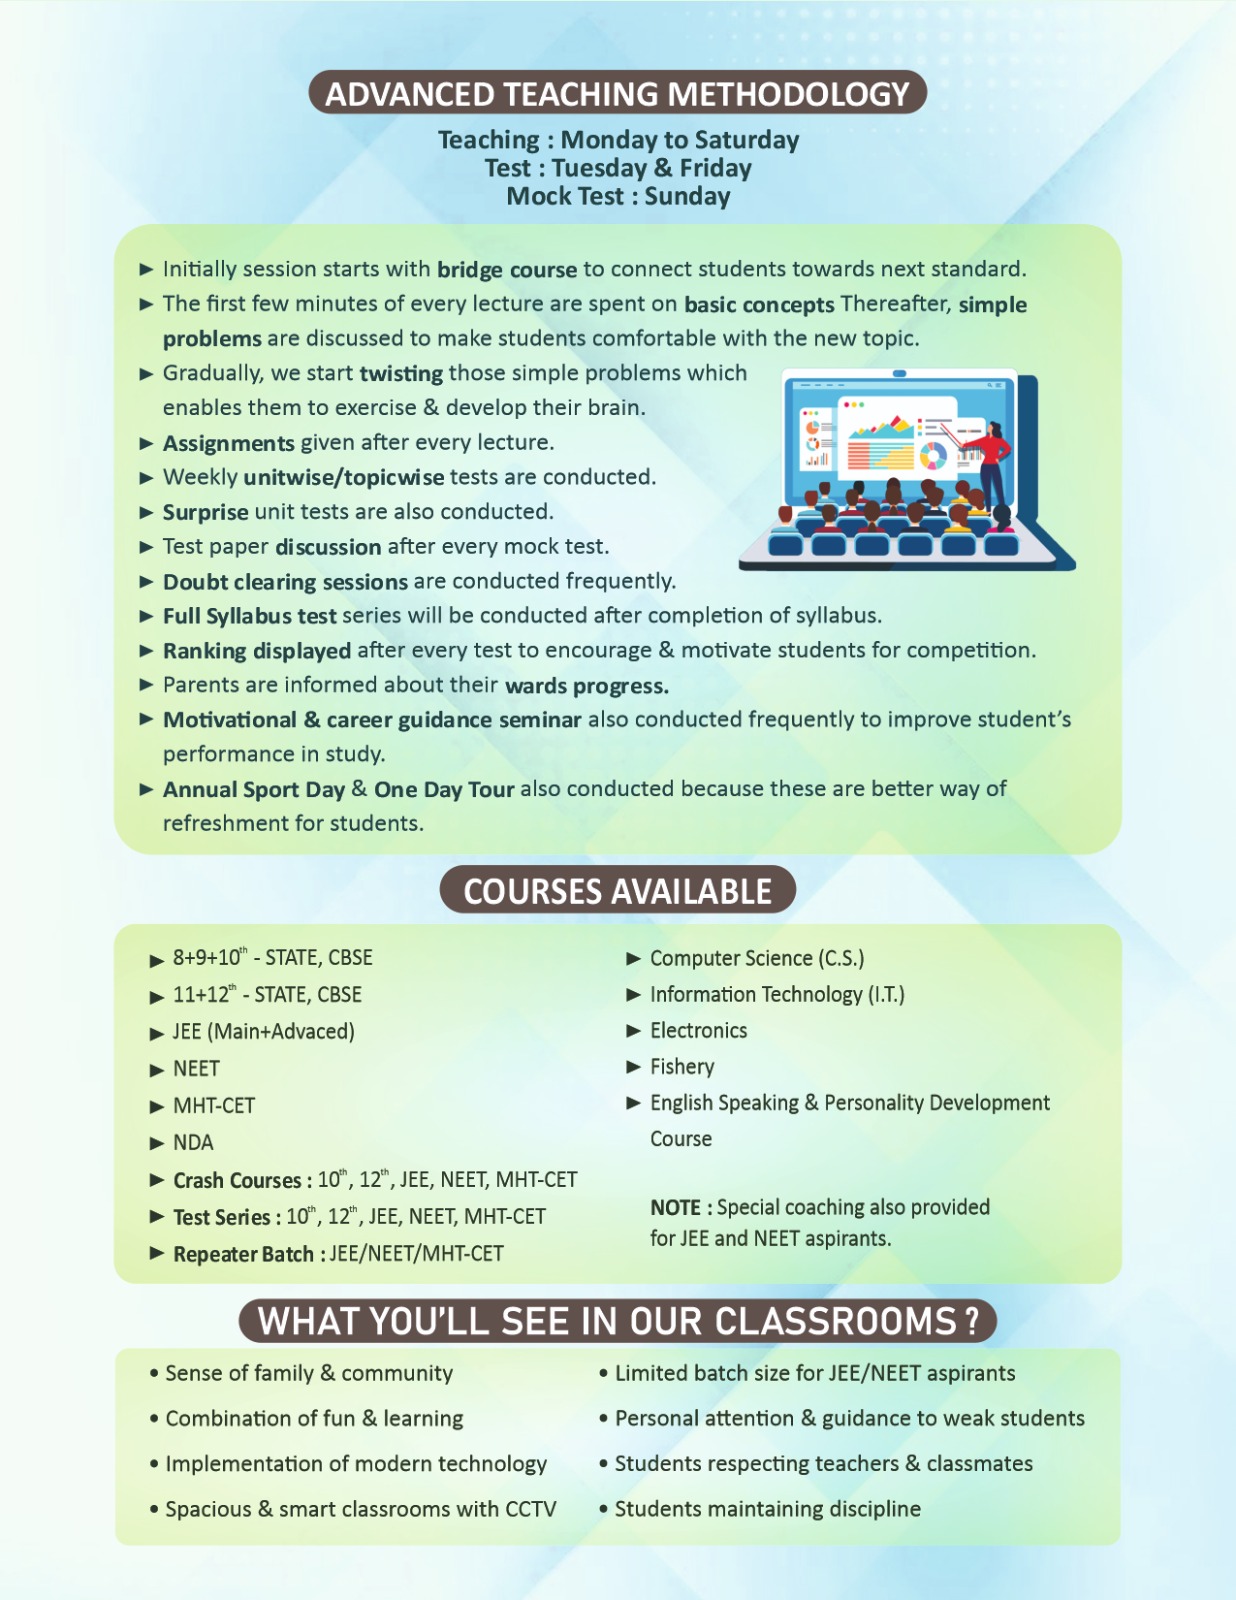 ADVANCED TEACHING METHODOLOGY
Teaching : Monday to Saturday
Test : Tuesday & Friday
Mock Test : Sunday
► Initially session starts with bridge course to connect students towards next standard.
► The first few minutes of every lecture are spent on basic concepts Thereafter, simple
problems are discussed to make students comfortable with the new topic.
► Gradually, we start twisting those simple problems which
enables them to exercise & develop their brain.
► Assignments given after every lecture.
► Weekly unitwise/topicwise tests are conducted.
► Surprise unit tests are also conducted.
► Test paper discussion after every mock test.
► Doubt clearing sessions are conducted frequently.
► Full Syllabus test series will be conducted after completion of syllabus.
► Ranking displayed after every test to encourage & motivate students for competition.
► Parents are informed about their wards progress.
► Motivational & career guidance seminar also conducted frequently to improve student's
performance in study.
► Annual Sport Day & One Day Tour also conducted because these are better way of
refreshment for students.
COURSES AVAILABLE
► 8+9+10th - STATE, CBSE
► 11+12th - STATE, CBSE
► JEE (Main+Advaced)
► NEET
► MHT-CET
► NDA
► Crash Courses : 10th, 12th, JEE, NEET, MHT-CET
► Test Series : 10th, 12th, JEE, NEET, MHT-CET
► Repeater Batch : JEE/NEET/MHT-CET
► Computer Science (C.S.)
► Information Technology (I.T.)
► Electronics
► Fishery
► English Speaking & Personality Development
Course
NOTE : Special coaching also provided
for JEE and NEET aspirants.
WHAT YOU'LL SEE IN OUR CLASSROOMS ?
• Sense of family & community
• Combination of fun & learning
• Implementation of modern technology
• Spacious & smart classrooms with CCTV
• Limited batch size for JEE/NEET aspirants
• Personal attention & guidance to weak students
• Students respecting teachers & classmates
• Students maintaining discipline